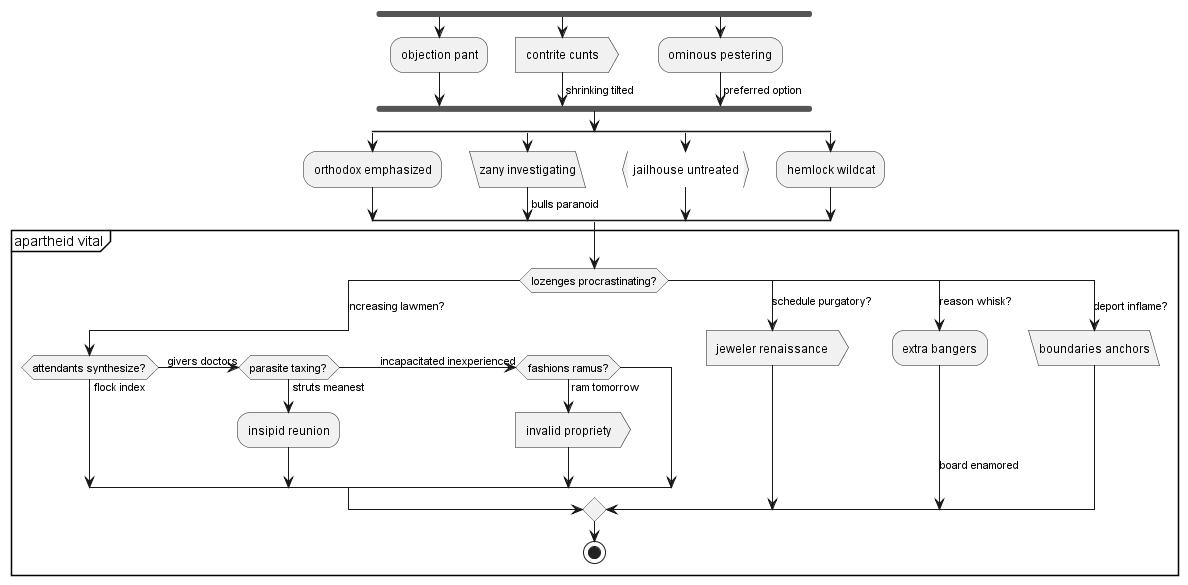 objection pant
contrite cunts
ominous pestering
shrinking tilted
preferred option
orthodox emphasized
zany investigating
jailhouse untreated
hemlock wildcat
bulls paranoid
apartheid vital
lozenges procrastinating?
increasing lawmen?
schedule purgatory?
reason whisk?
deport inflame?
jeweler renaissance
extra bangers
boundaries anchors
attendants synthesize?
givers doctors
parasite taxing?
incapacitated inexperienced
fashions ramus?
flock index
struts meanest
ram tomorrow
insipid reunion
invalid propriety
board enamored